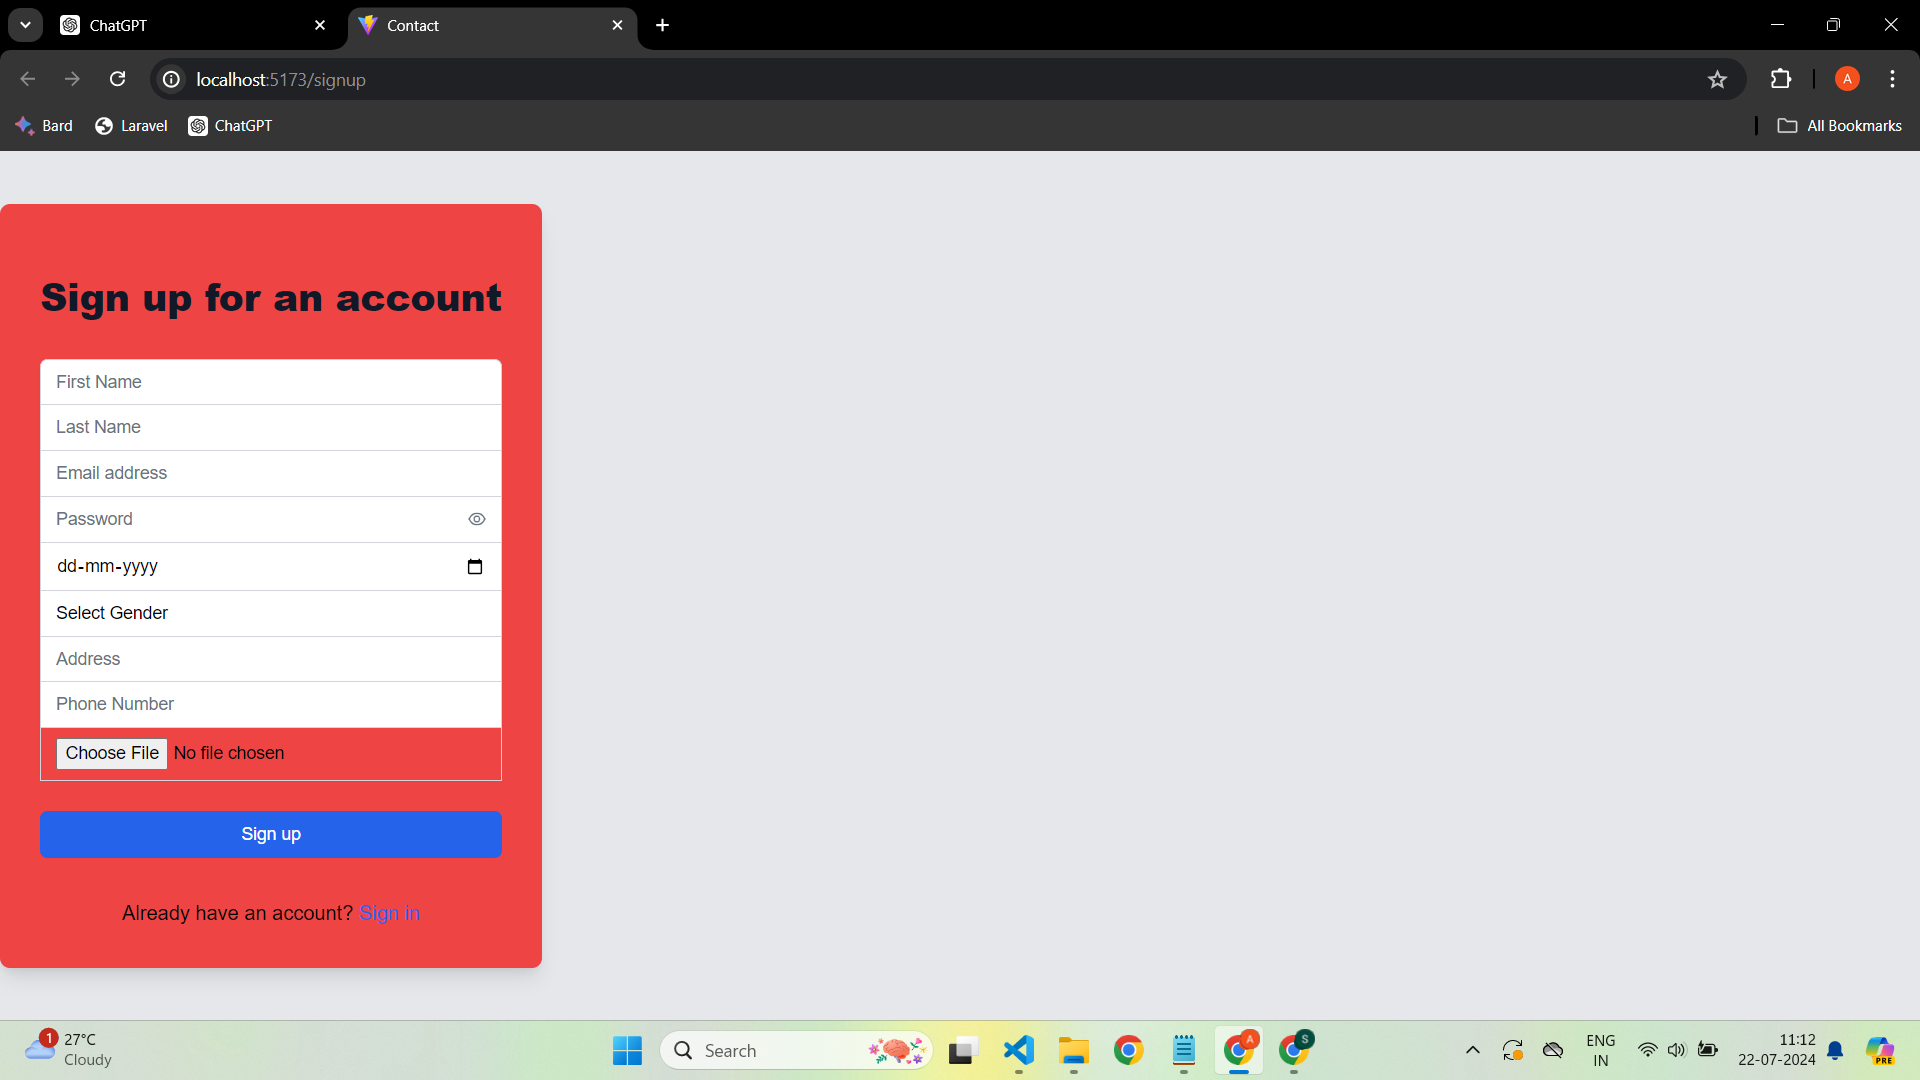 ChatGPT
Contact
localhost:5173/signup
A
Bard
Laravel
ChatGPT
All Bookmarks
Sign up for an account
First Name
Last Name
Email address
Password
dd-mm-yyyy
Select Gender
Address
Phone Number
Choose File No file chosen
Sign up
Already have an account? Sign in
1
27°C
Cloudy
Search
A
S
ENG
IN
11:12
22-07-2024
PRE